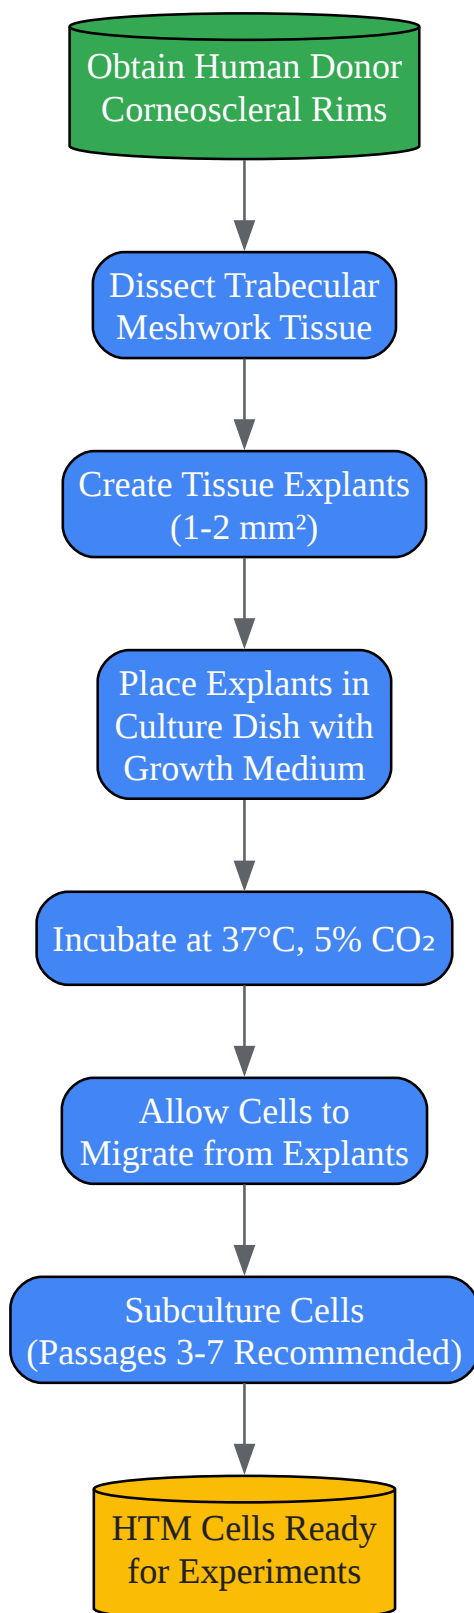 Obtain Human Donor
Corneoscleral Rims
Dissect Trabecular
Meshwork Tissue
Create Tissue Explants
(1-2 mm²)
Place Explants in
Culture Dish with
Growth Medium
Incubate at 37°C, 5% CO₂
Allow Cells to
Migrate from Explants
Subculture Cells
(Passages 3-7 Recommended)
HTM Cells Ready
for Experiments